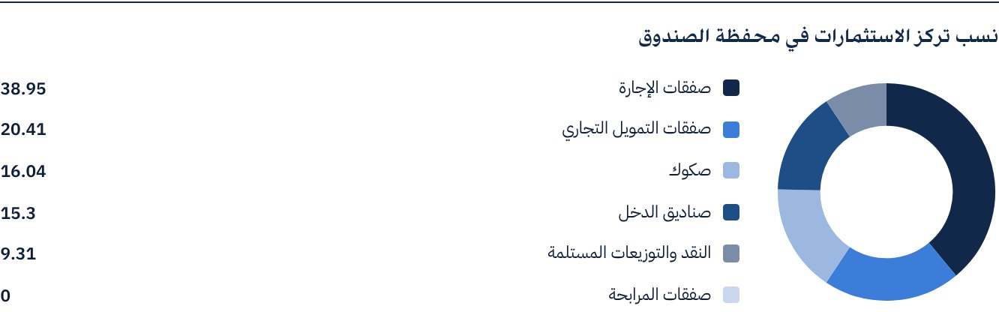 نسب تركز الاستثمارات في محفظة الصندوق
صفقات الإجارة 38.95
صفقات التمويل التجاري 20.41
صكوك 16.04
صناديق الدخل 15.3
النقد والتوزيعات المستلمة 9.31
صفقات المرابحة 0